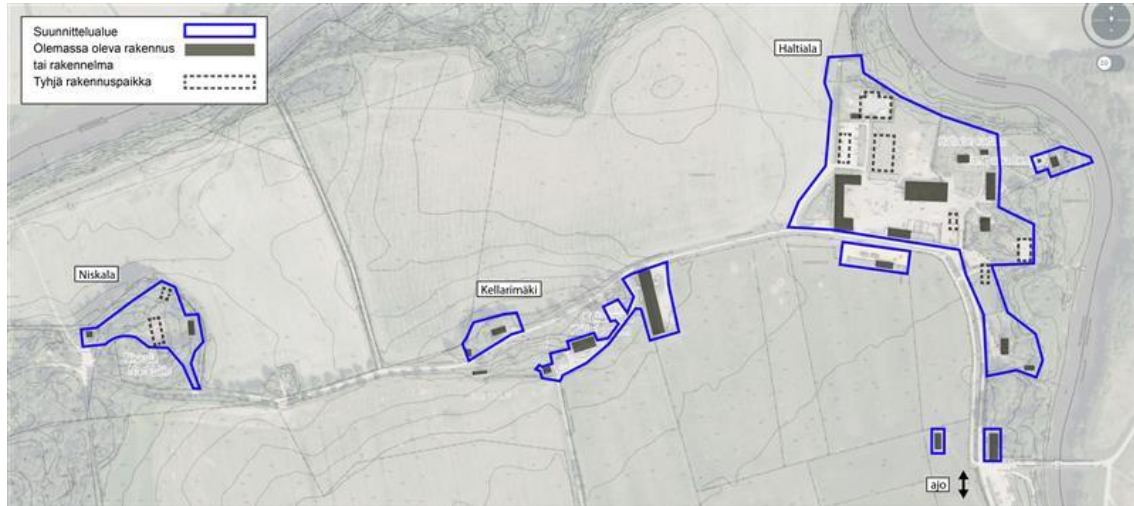 Suunnittelualue
Olemassa oleva rakennus
tai rakennelma
Tyhjä rakennuspaikka
Haltiala
Niskala
Kellarimäki
ajo